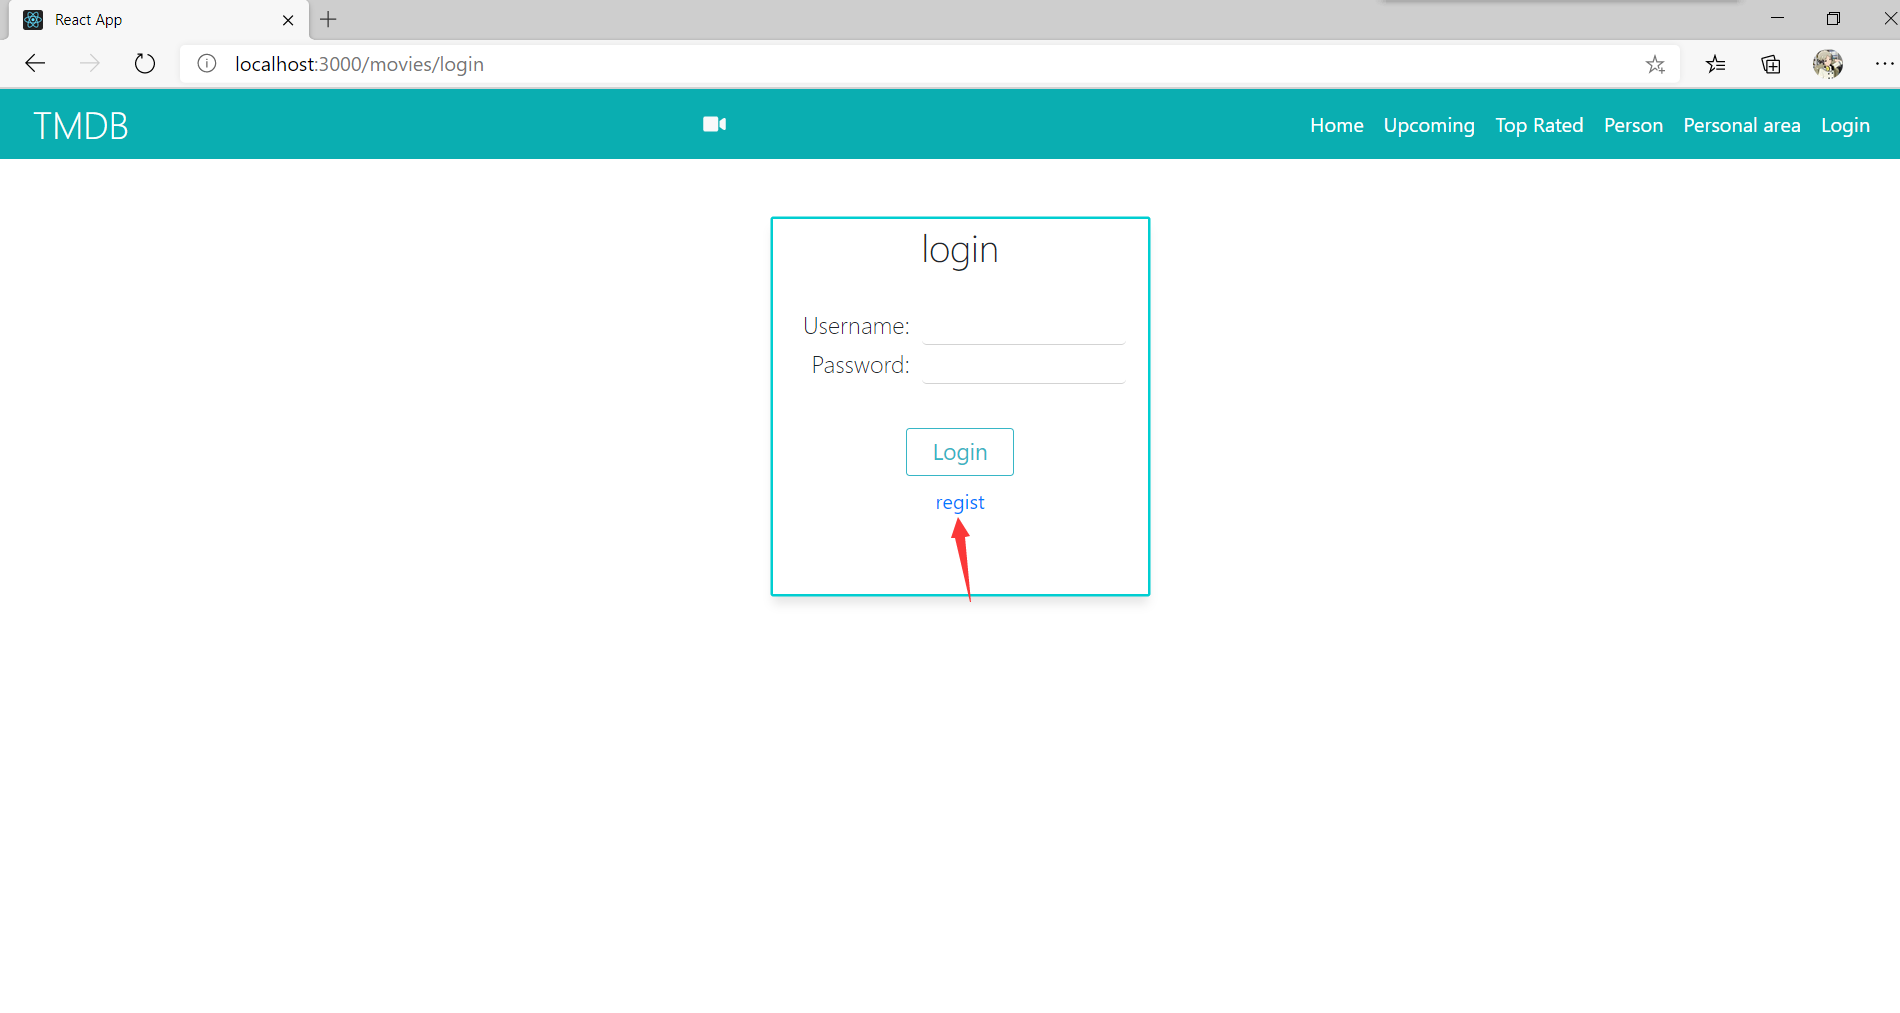 React App
localhost:3000/movies/login
TMDB Home Upcoming Top Rated Person Personal area Login
login
Username:
Password:
Login
regist